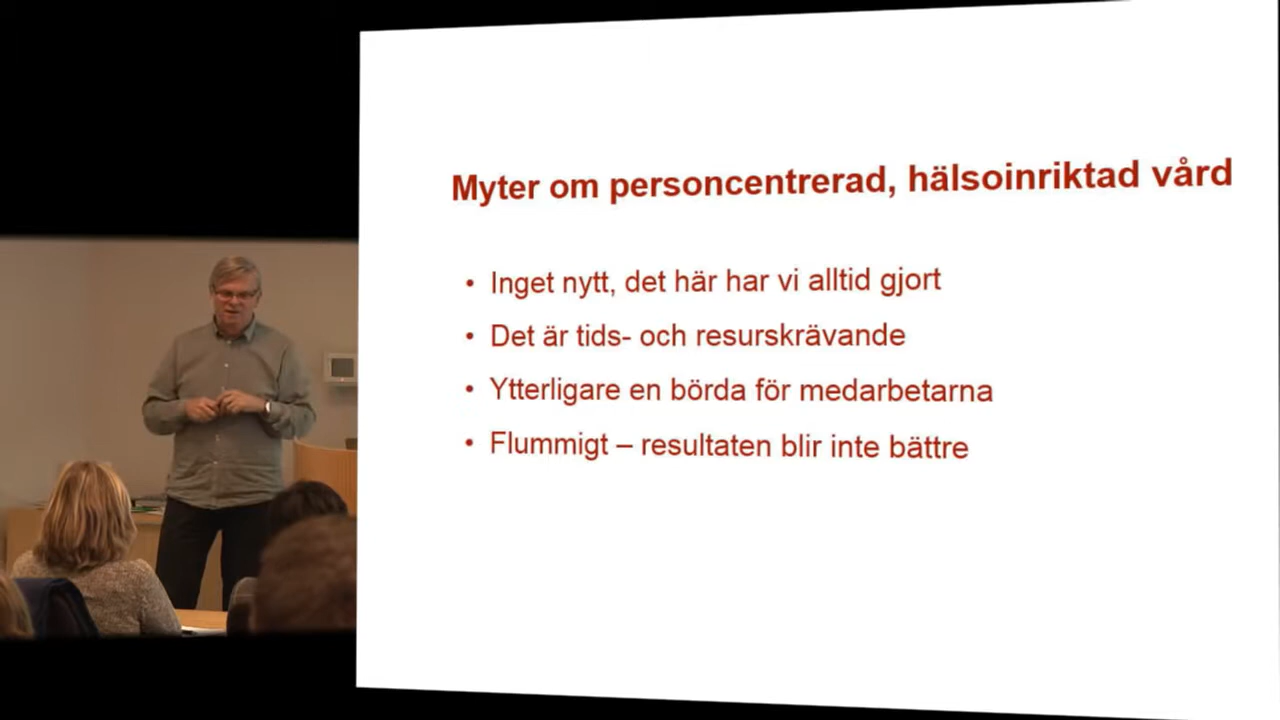 Myter om personcentrerad, hälsoinriktad vård
• Inget nytt, det här har vi alltid gjort
• Det är tids- och resurskrävande
• Ytterligare en börda för medarbetarna
• Flummigt – resultaten blir inte bättre